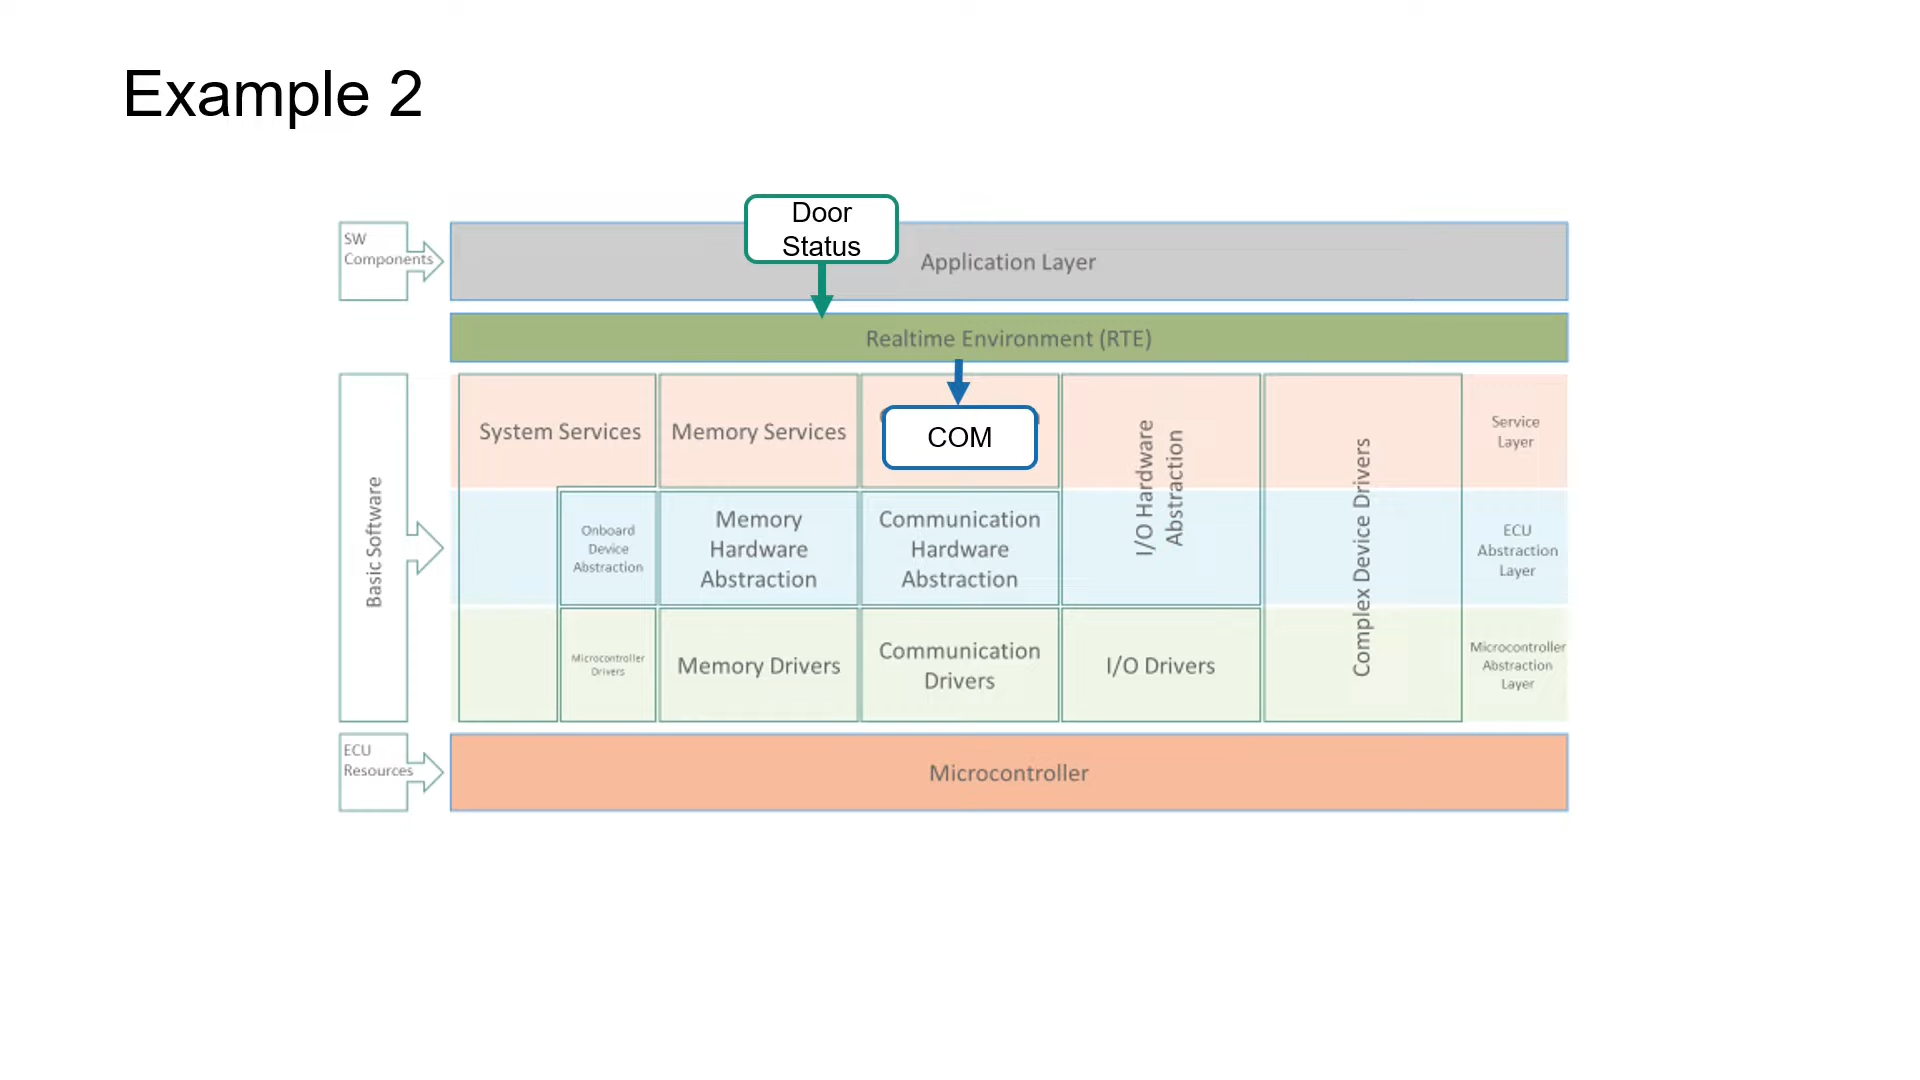 Example 2
Door
Status
SW
Components
Application Layer
Realtime Environment (RTE)
Basic Software
System Services
Memory Services
COM
I/O Hardware
Abstraction
Complex Device Drivers
Service
Layer
Onboard
Device
Abstraction
Memory
Hardware
Abstraction
Communication
Hardware
Abstraction
ECU
Abstraction
Layer
Microcontroller
Drivers
Memory Drivers
Communication
Drivers
I/O Drivers
Microcontroller
Abstraction
Layer
ECU
Resources
Microcontroller